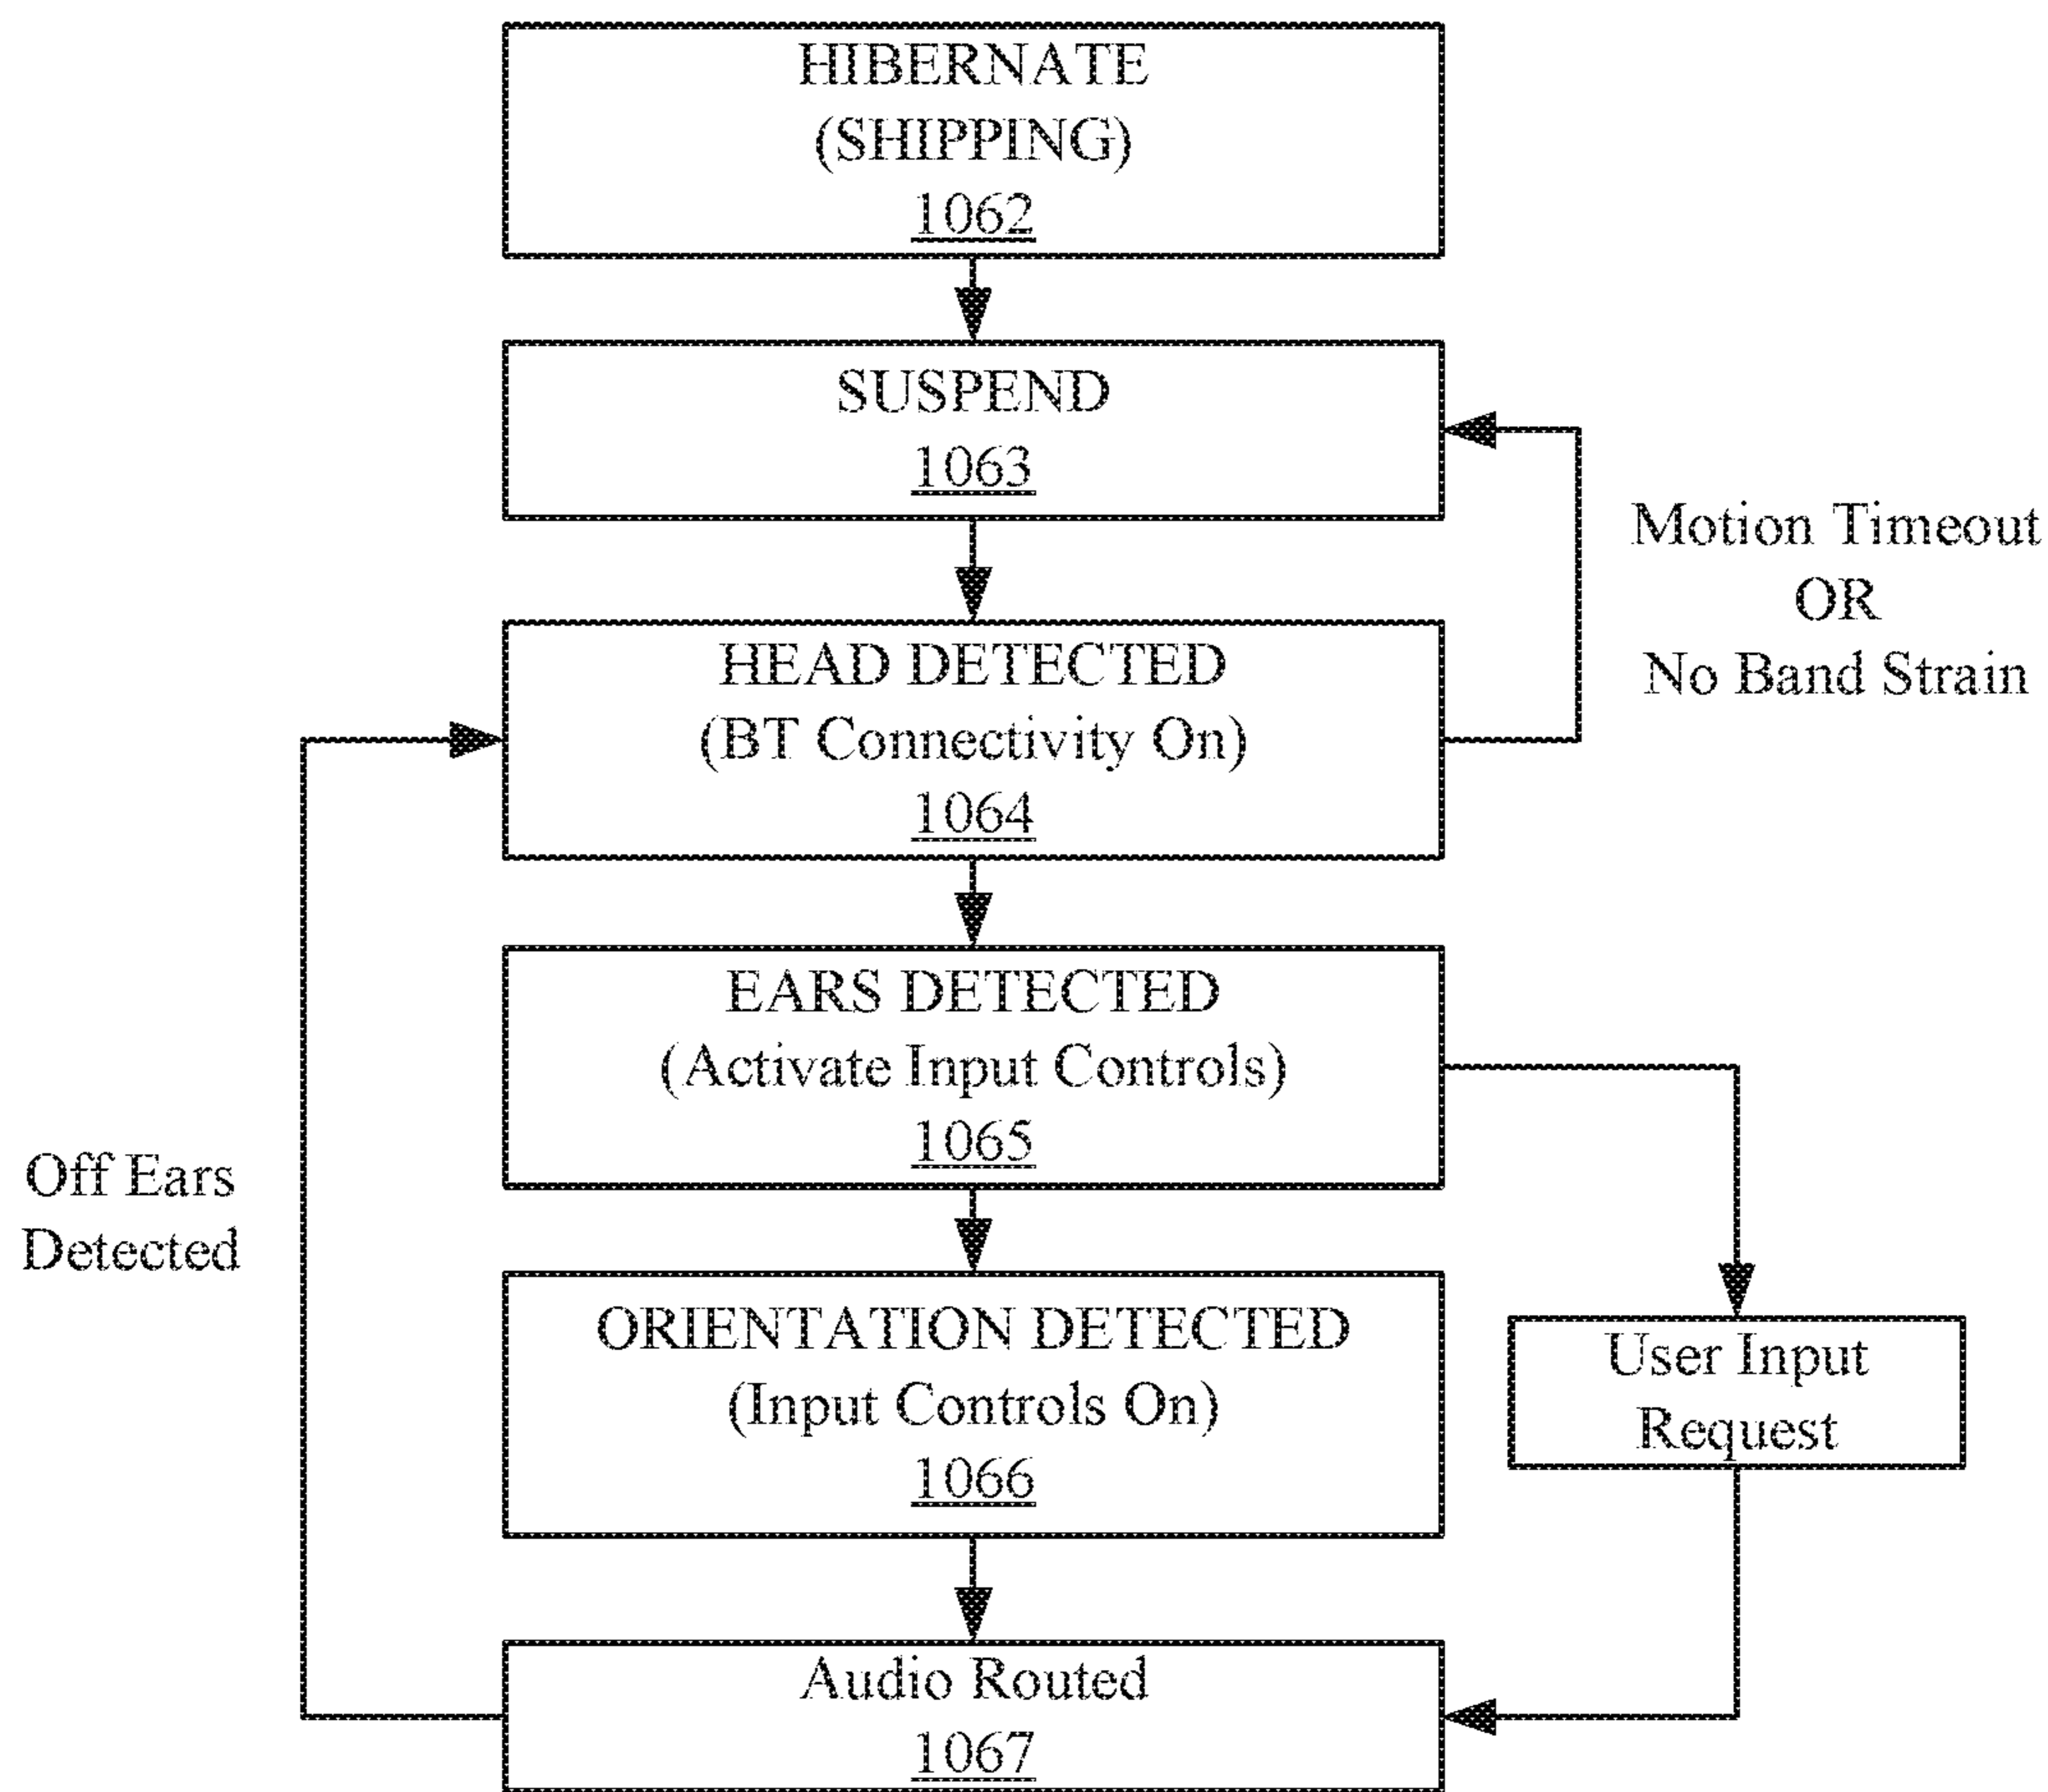 HIBERNATE
(SHIPPING)
1062
SUSPEND
1063
Motion Timeout
OR
No Band Strain
HEAD DETECTED
(BT Connectivity On)
1064
EARS DETECTED
(Activate Input Controls)
1065
Off Ears
Detected
ORIENTATION DETECTED
(Input Controls On)
1066
User Input
Request
Audio Routed
1067